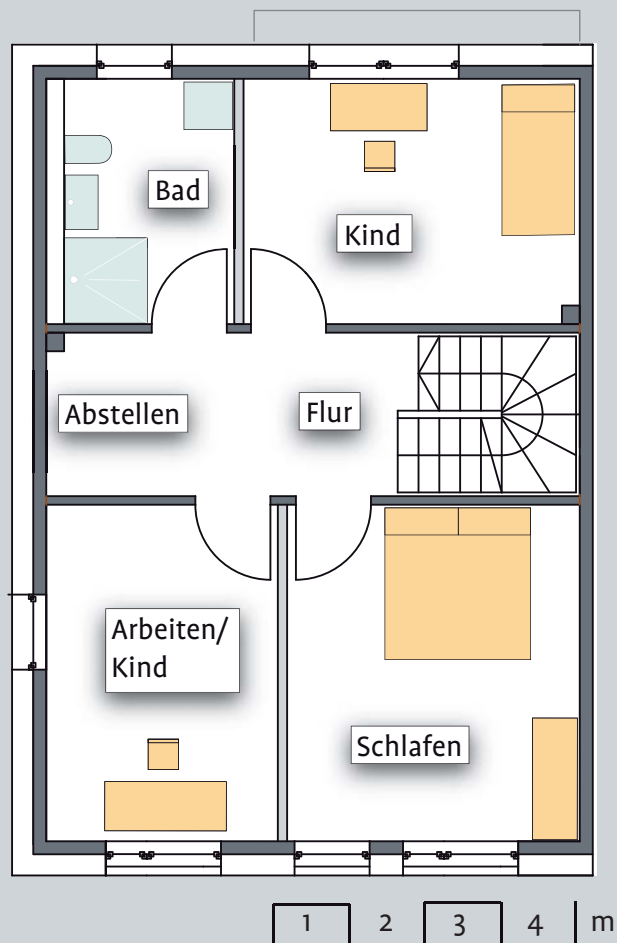 Bad
Kind
Abstellen
Flur
Arbeiten/
Kind
Schlafen
1 2 3 4 m